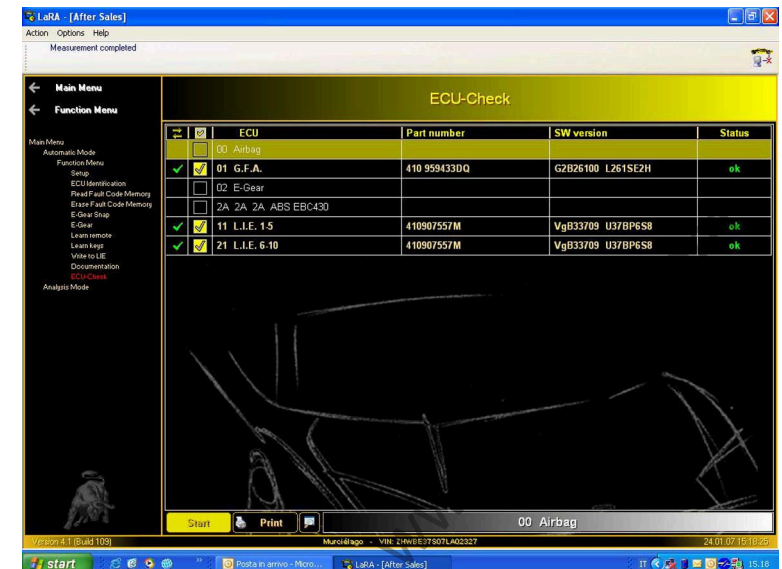 LaRA - [After Sales]
Action Options Help
Measurement completed
Main Menu
Function Menu
ECU-Check
Main Menu
Automatic Mode
Function Menu
Setup
ECU Identification
Read Fault Code Memory
Erase Fault Code Memory
E-Gear Snap
E-Gear
Learn remote
Learn keys
Write to LIE
Documentation
ECU-Check
Analysis Mode
ECU Part number SW version Status
00 Airbag
01 G.F.A. 410 959433DQ G2B26100 L261SE2H ok
02 E-Gear
2A 2A 2A ABS EBC430
11 L.I.E. 1-5 410907557M VgB33709 U37BP6S8 ok
21 L.I.E. 6-10 410907557M VgB33709 U37BP6S8 ok
Start Print 00 Airbag
Version 4.1 (Build 109) Murciélago - VIN: ZHWBE37S07LA02327 24.01.07 15:18:25
start Posta in arrivo - Micro... LaRA - [After Sales] IT 15.18